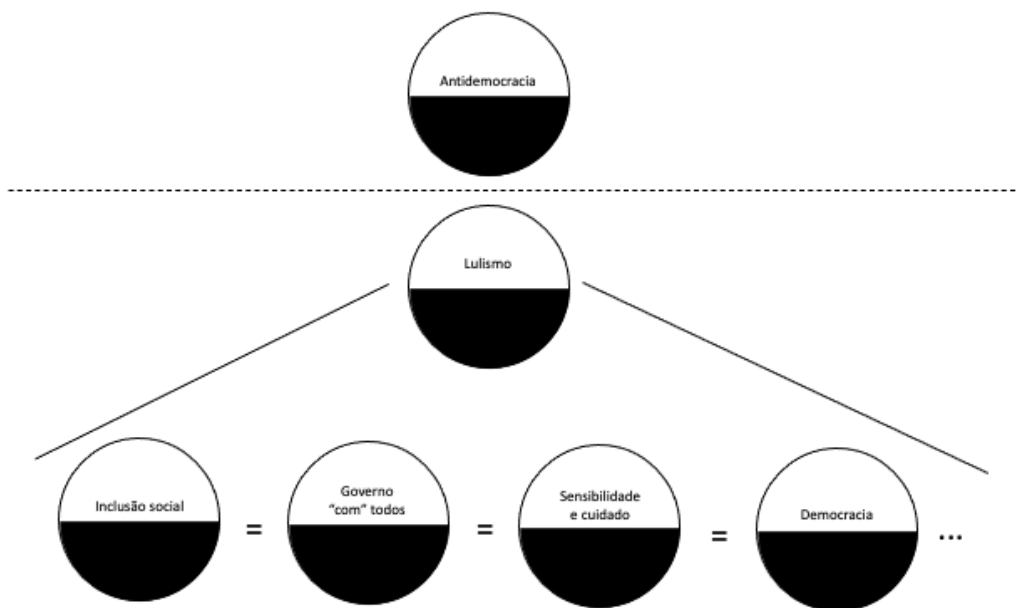 Antidemocracia
Lulismo
Inclusão social
=
Governo
"com" todos
=
Sensibilidade
e cuidado
=
Democracia
...